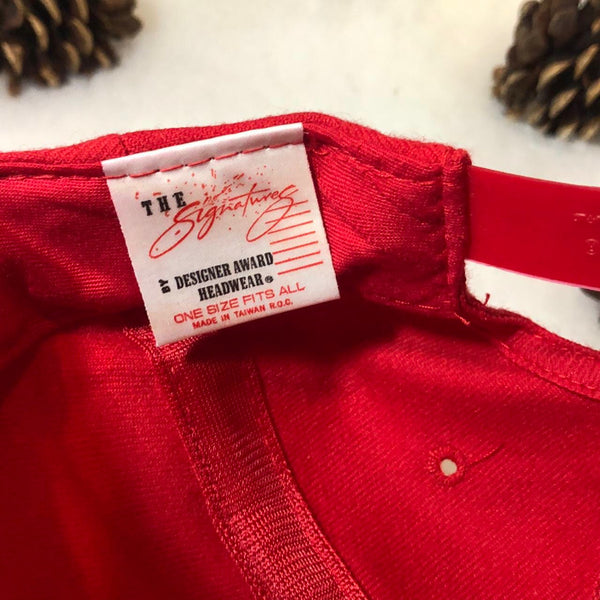 THE
Signatures
BY DESIGNER AWARD
HEADWEAR®
ONE SIZE FITS ALL
MADE IN TAIWAN R.O.C.